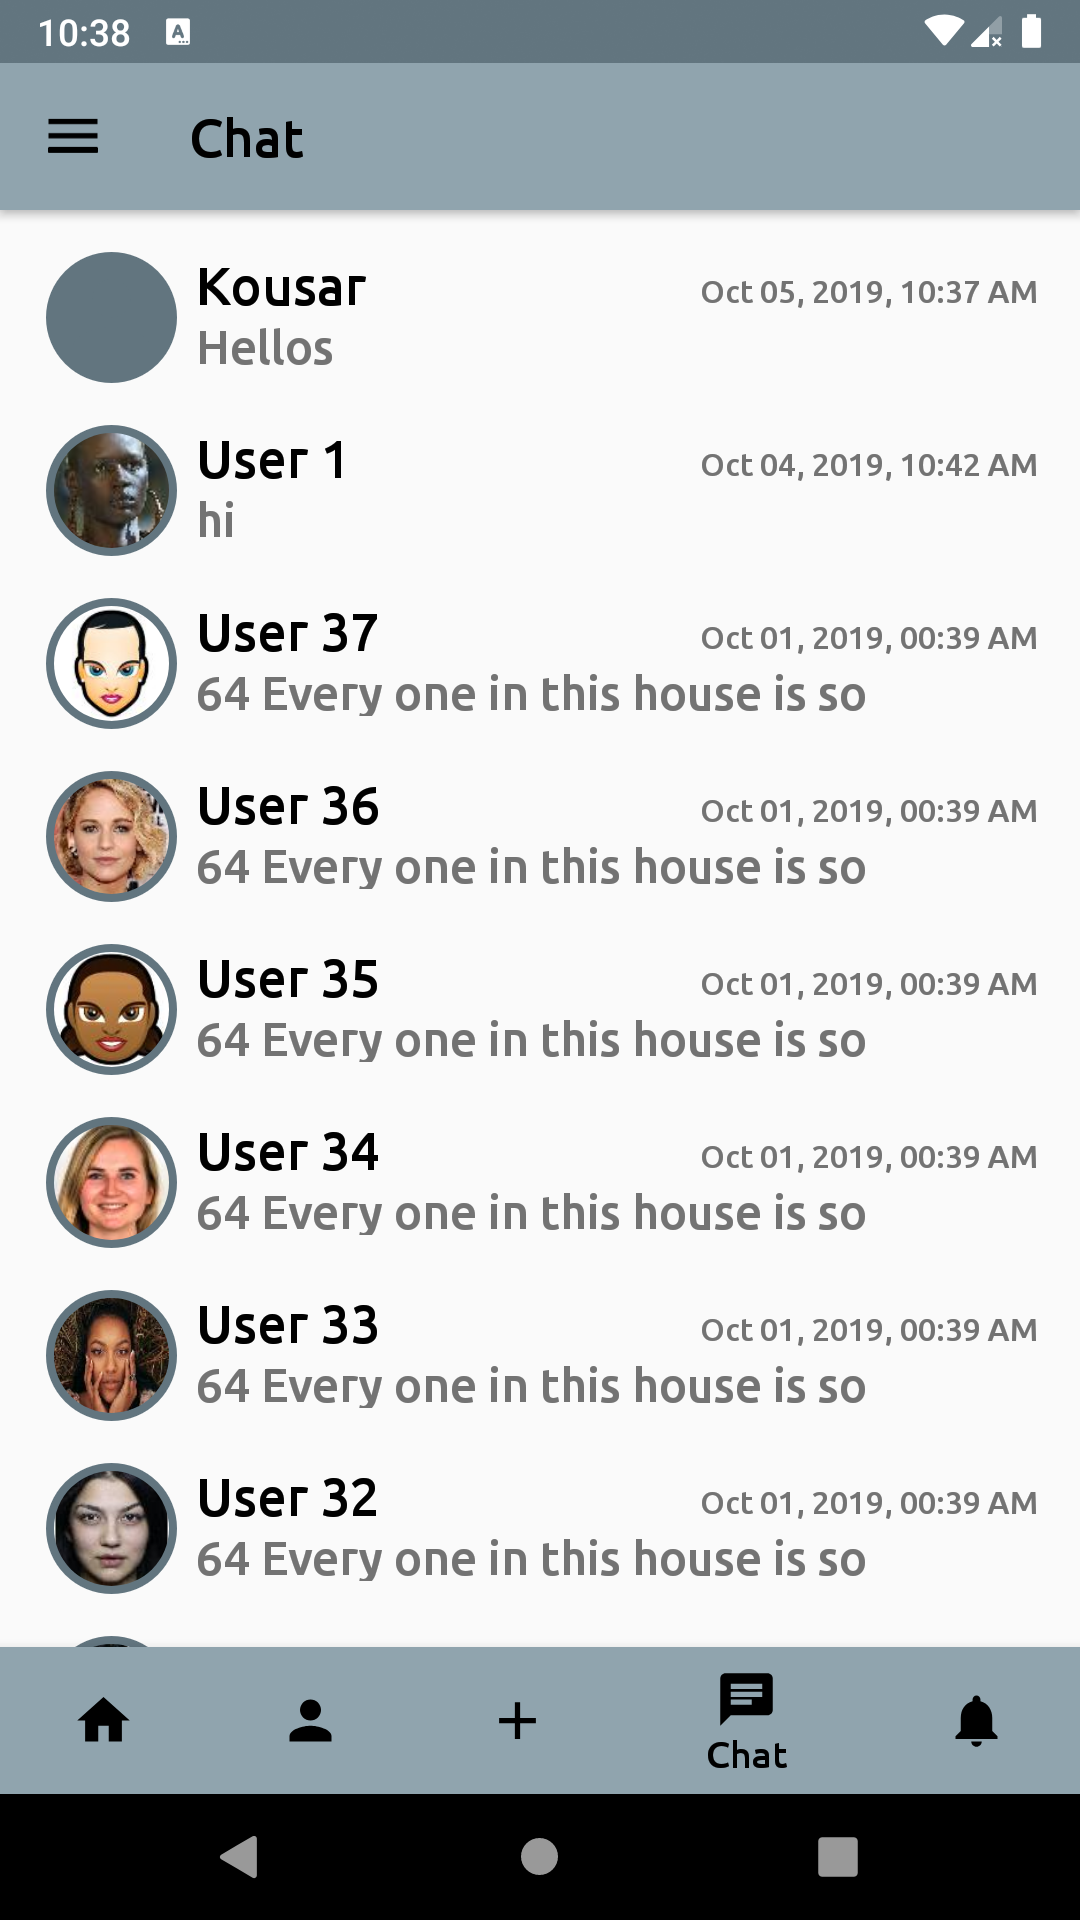 10:38
Chat
Kousar
Oct 05, 2019, 10:37 AM
Hellos
User 1
Oct 04, 2019, 10:42 AM
hi
User 37
Oct 01, 2019, 00:39 AM
64 Every one in this house is so
User 36
Oct 01, 2019, 00:39 AM
64 Every one in this house is so
User 35
Oct 01, 2019, 00:39 AM
64 Every one in this house is so
User 34
Oct 01, 2019, 00:39 AM
64 Every one in this house is so
User 33
Oct 01, 2019, 00:39 AM
64 Every one in this house is so
User 32
Oct 01, 2019, 00:39 AM
64 Every one in this house is so
Chat